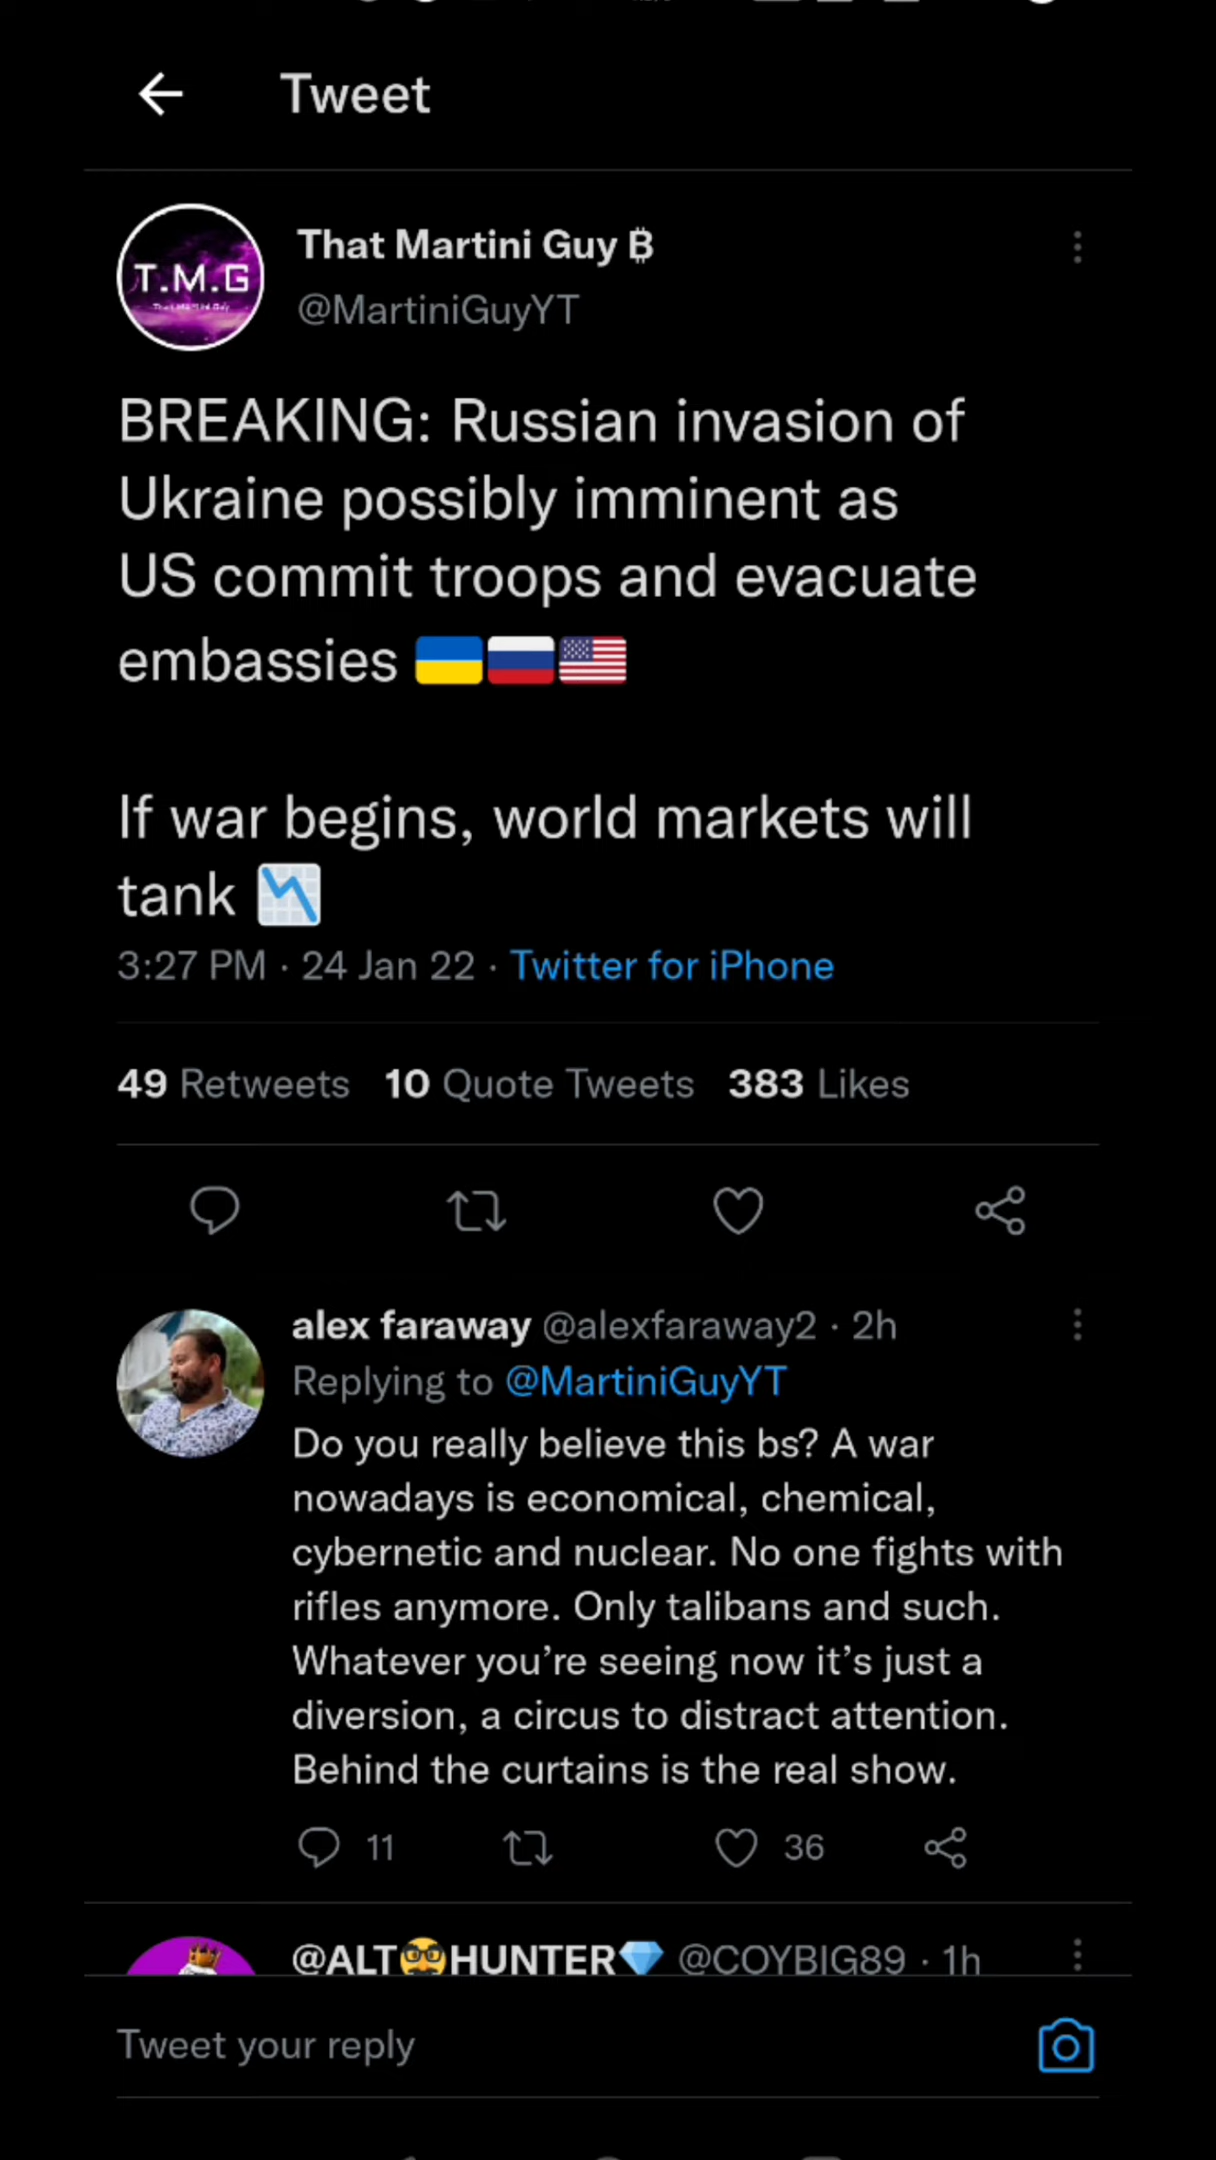 Tweet
T.M.G
That Martini Guy ₿
@MartiniGuyYT
BREAKING: Russian invasion of
Ukraine possibly imminent as
US commit troops and evacuate
embassies 🇺🇦🇷🇺🇺🇸
If war begins, world markets will
tank 📉
3:27 PM · 24 Jan 22 · Twitter for iPhone
49 Retweets 10 Quote Tweets 383 Likes
alex faraway @alexfaraway2 · 2h
Replying to @MartiniGuyYT
Do you really believe this bs? A war
nowadays is economical, chemical,
cybernetic and nuclear. No one fights with
rifles anymore. Only talibans and such.
Whatever you’re seeing now it’s just a
diversion, a circus to distract attention.
Behind the curtains is the real show.
11 36
@ALT🥸HUNTER💎 @COYBIG89 · 1h
Tweet your reply